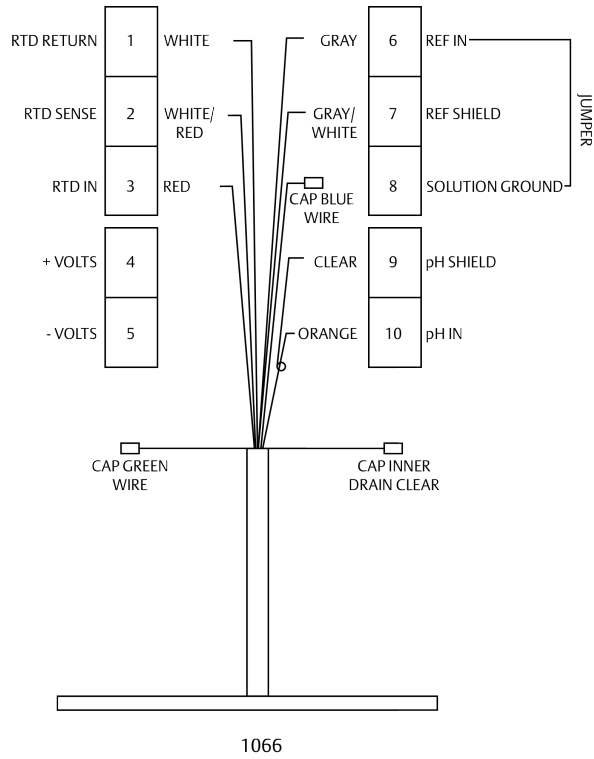 RTD RETURN 1 WHITE
GRAY 6 REF IN
RTD SENSE 2 WHITE/
RED
GRAY/
WHITE 7 REF SHIELD
RTD IN 3 RED
CAP BLUE
WIRE
8 SOLUTION GROUND
JUMPER
+ VOLTS 4
CLEAR 9 pH SHIELD
- VOLTS 5
ORANGE 10 pH IN
CAP GREEN
WIRE
CAP INNER
DRAIN CLEAR
1066